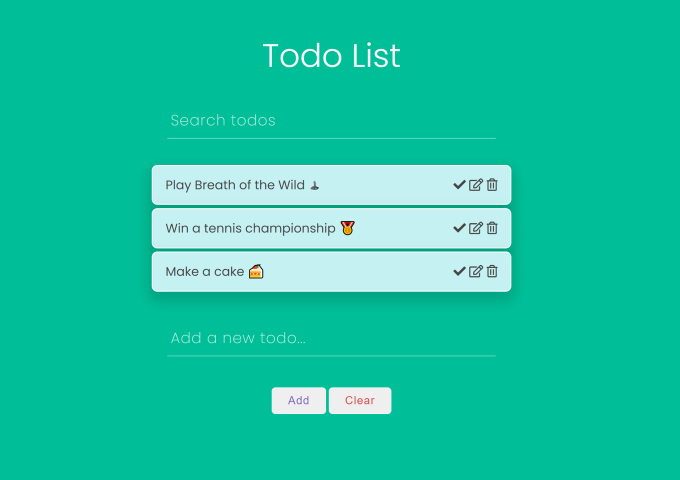 Todo List
Search todos
Play Breath of the Wild
Win a tennis championship 🏅
Make a cake 🍰
Add a new todo...
Add Clear